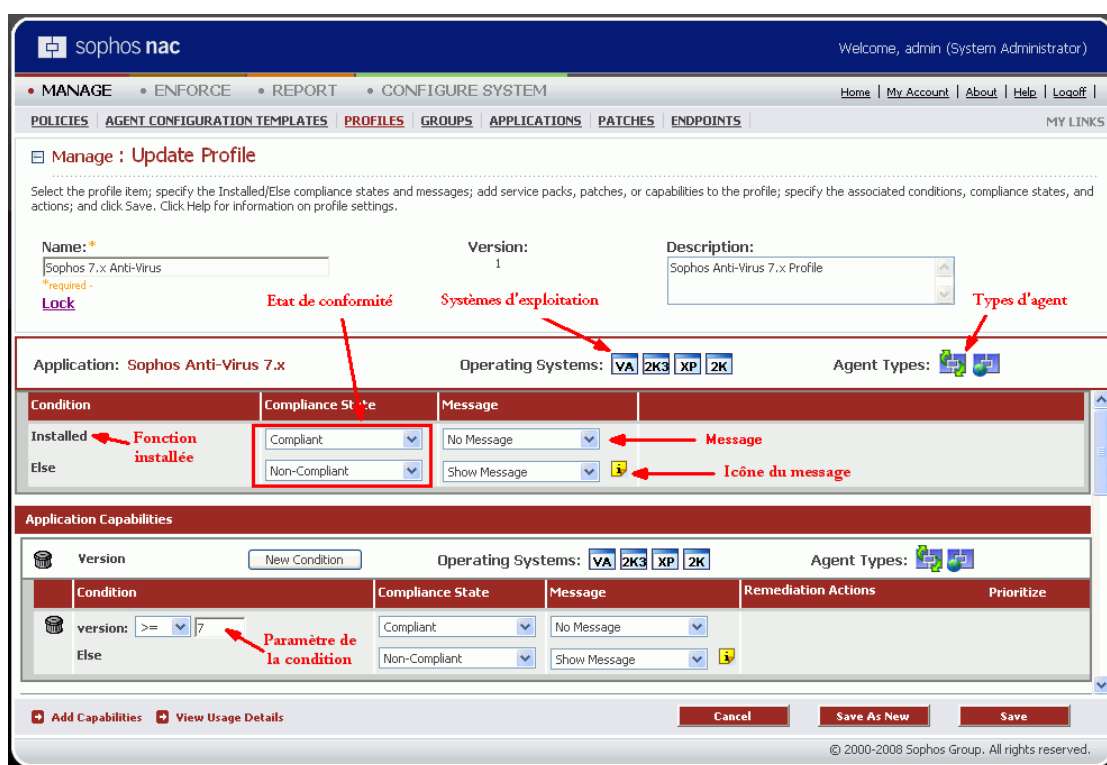 sophos nac
Welcome, admin (System Administrator)
• MANAGE • ENFORCE • REPORT • CONFIGURE SYSTEM
Home | My Account | About | Help | Logoff |
POLICIES | AGENT CONFIGURATION TEMPLATES | PROFILES | GROUPS | APPLICATIONS | PATCHES | ENDPOINTS
MY LINKS
Manage : Update Profile
Select the profile item; specify the Installed/Else compliance states and messages; add service packs, patches, or capabilities to the profile; specify the associated conditions, compliance states, and
actions; and click Save. Click Help for information on profile settings.
Name:* Version: Description:
Sophos 7.x Anti-Virus 1 Sophos Anti-Virus 7.x Profile
*required -
Lock
Etat de conformité Systèmes d'exploitation Types d'agent
Application: Sophos Anti-Virus 7.x Operating Systems: VA 2K3 XP 2K Agent Types:
Condition Compliance State Message
Installed Fonction installée Compliant No Message Message
Else Non-Compliant Show Message Icône du message
Application Capabilities
Version New Condition Operating Systems: VA 2K3 XP 2K Agent Types:
Condition Compliance State Message Remediation Actions Prioritize
version: >= 7 Compliant No Message
Paramètre de
la condition
Else Non-Compliant Show Message
Add Capabilities View Usage Details Cancel Save As New Save
© 2000-2008 Sophos Group. All rights reserved.